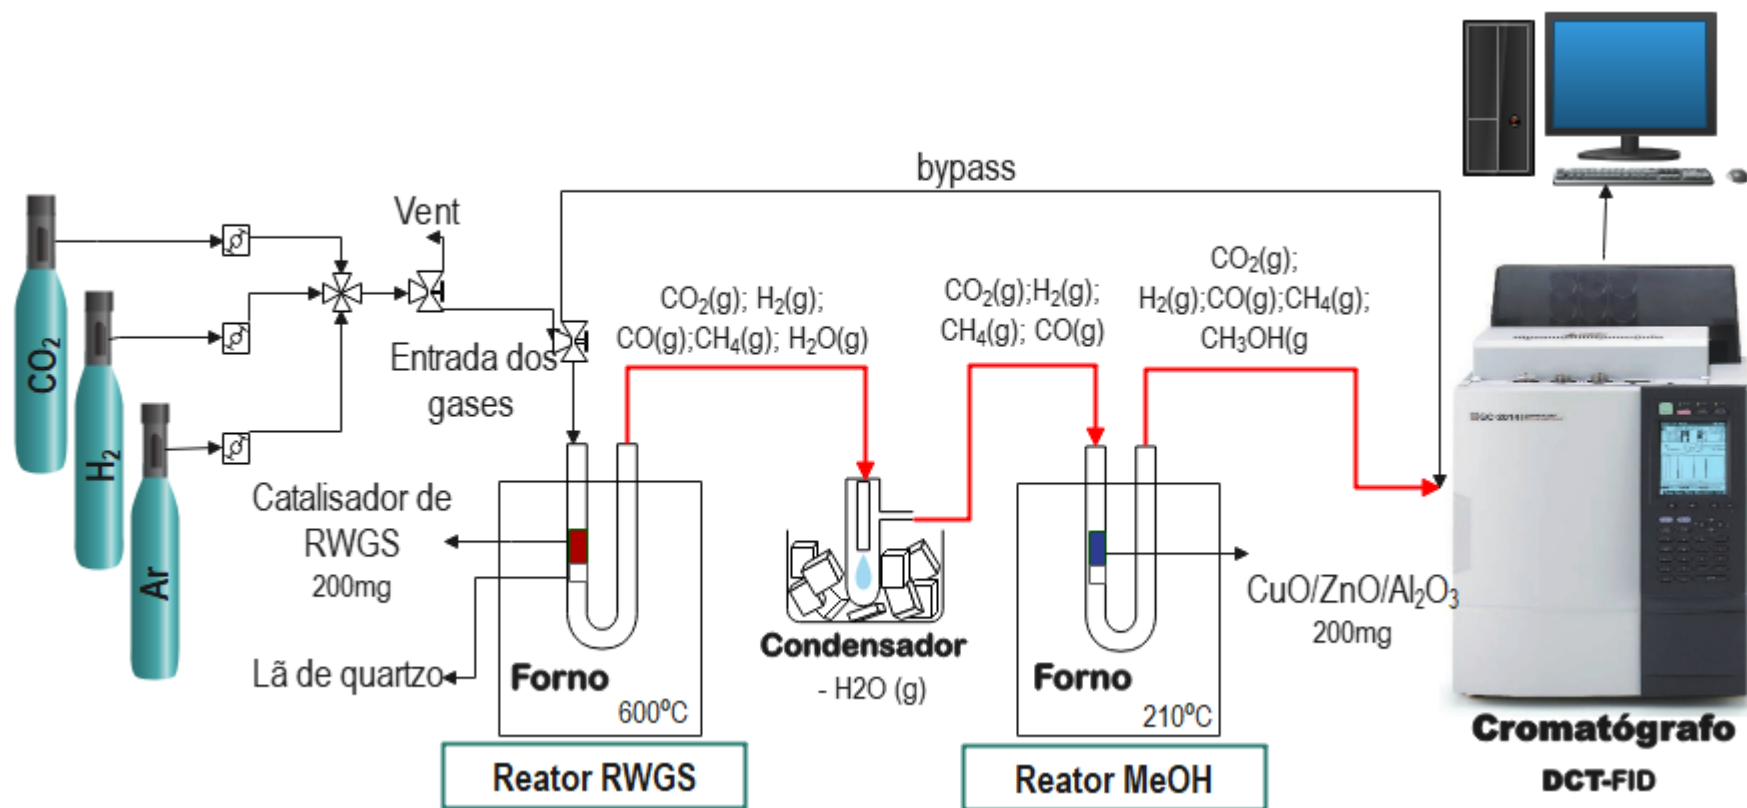 bypass
Vent
CO₂
H₂
Ar
Entrada dos
gases
CO₂(g); H₂(g);
CO(g);CH₄(g); H₂O(g)
CO₂(g);H₂(g);
CH₄(g); CO(g)
CO₂(g);
H₂(g);CO(g);CH₄(g);
CH₃OH(g
Catalisador de
RWGS
200mg
Lã de quartzo
Forno
600ºC
Reator RWGS
Condensador
- H2O (g)
CuO/ZnO/Al₂O₃
200mg
Forno
210ºC
Reator MeOH
GC-2014
Cromatógrafo
DCT-FID